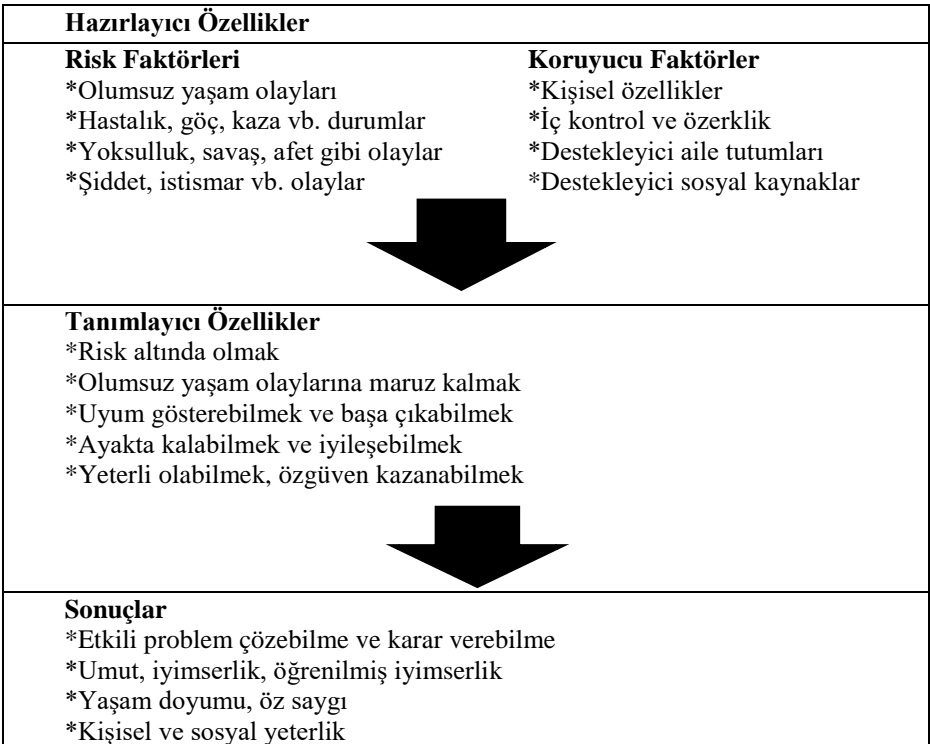 Hazırlayıcı Özellikler
Risk Faktörleri
*Olumsuz yaşam olayları
*Hastalık, göç, kaza vb. durumlar
*Yoksulluk, savaş, afet gibi olaylar
*Şiddet, istismar vb. olaylar
Koruyucu Faktörler
*Kişisel özellikler
*İç kontrol ve özerklik
*Destekleyici aile tutumları
*Destekleyici sosyal kaynaklar
Tanımlayıcı Özellikler
*Risk altında olmak
*Olumsuz yaşam olaylarına maruz kalmak
*Uyum gösterebilmek ve başa çıkabilmek
*Ayakta kalabilmek ve iyileşebilmek
*Yeterli olabilmek, özgüven kazanabilmek
Sonuçlar
*Etkili problem çözebilme ve karar verebilme
*Umut, iyimserlik, öğrenilmiş iyimserlik
*Yaşam doyumu, öz saygı
*Kişisel ve sosyal yeterlik